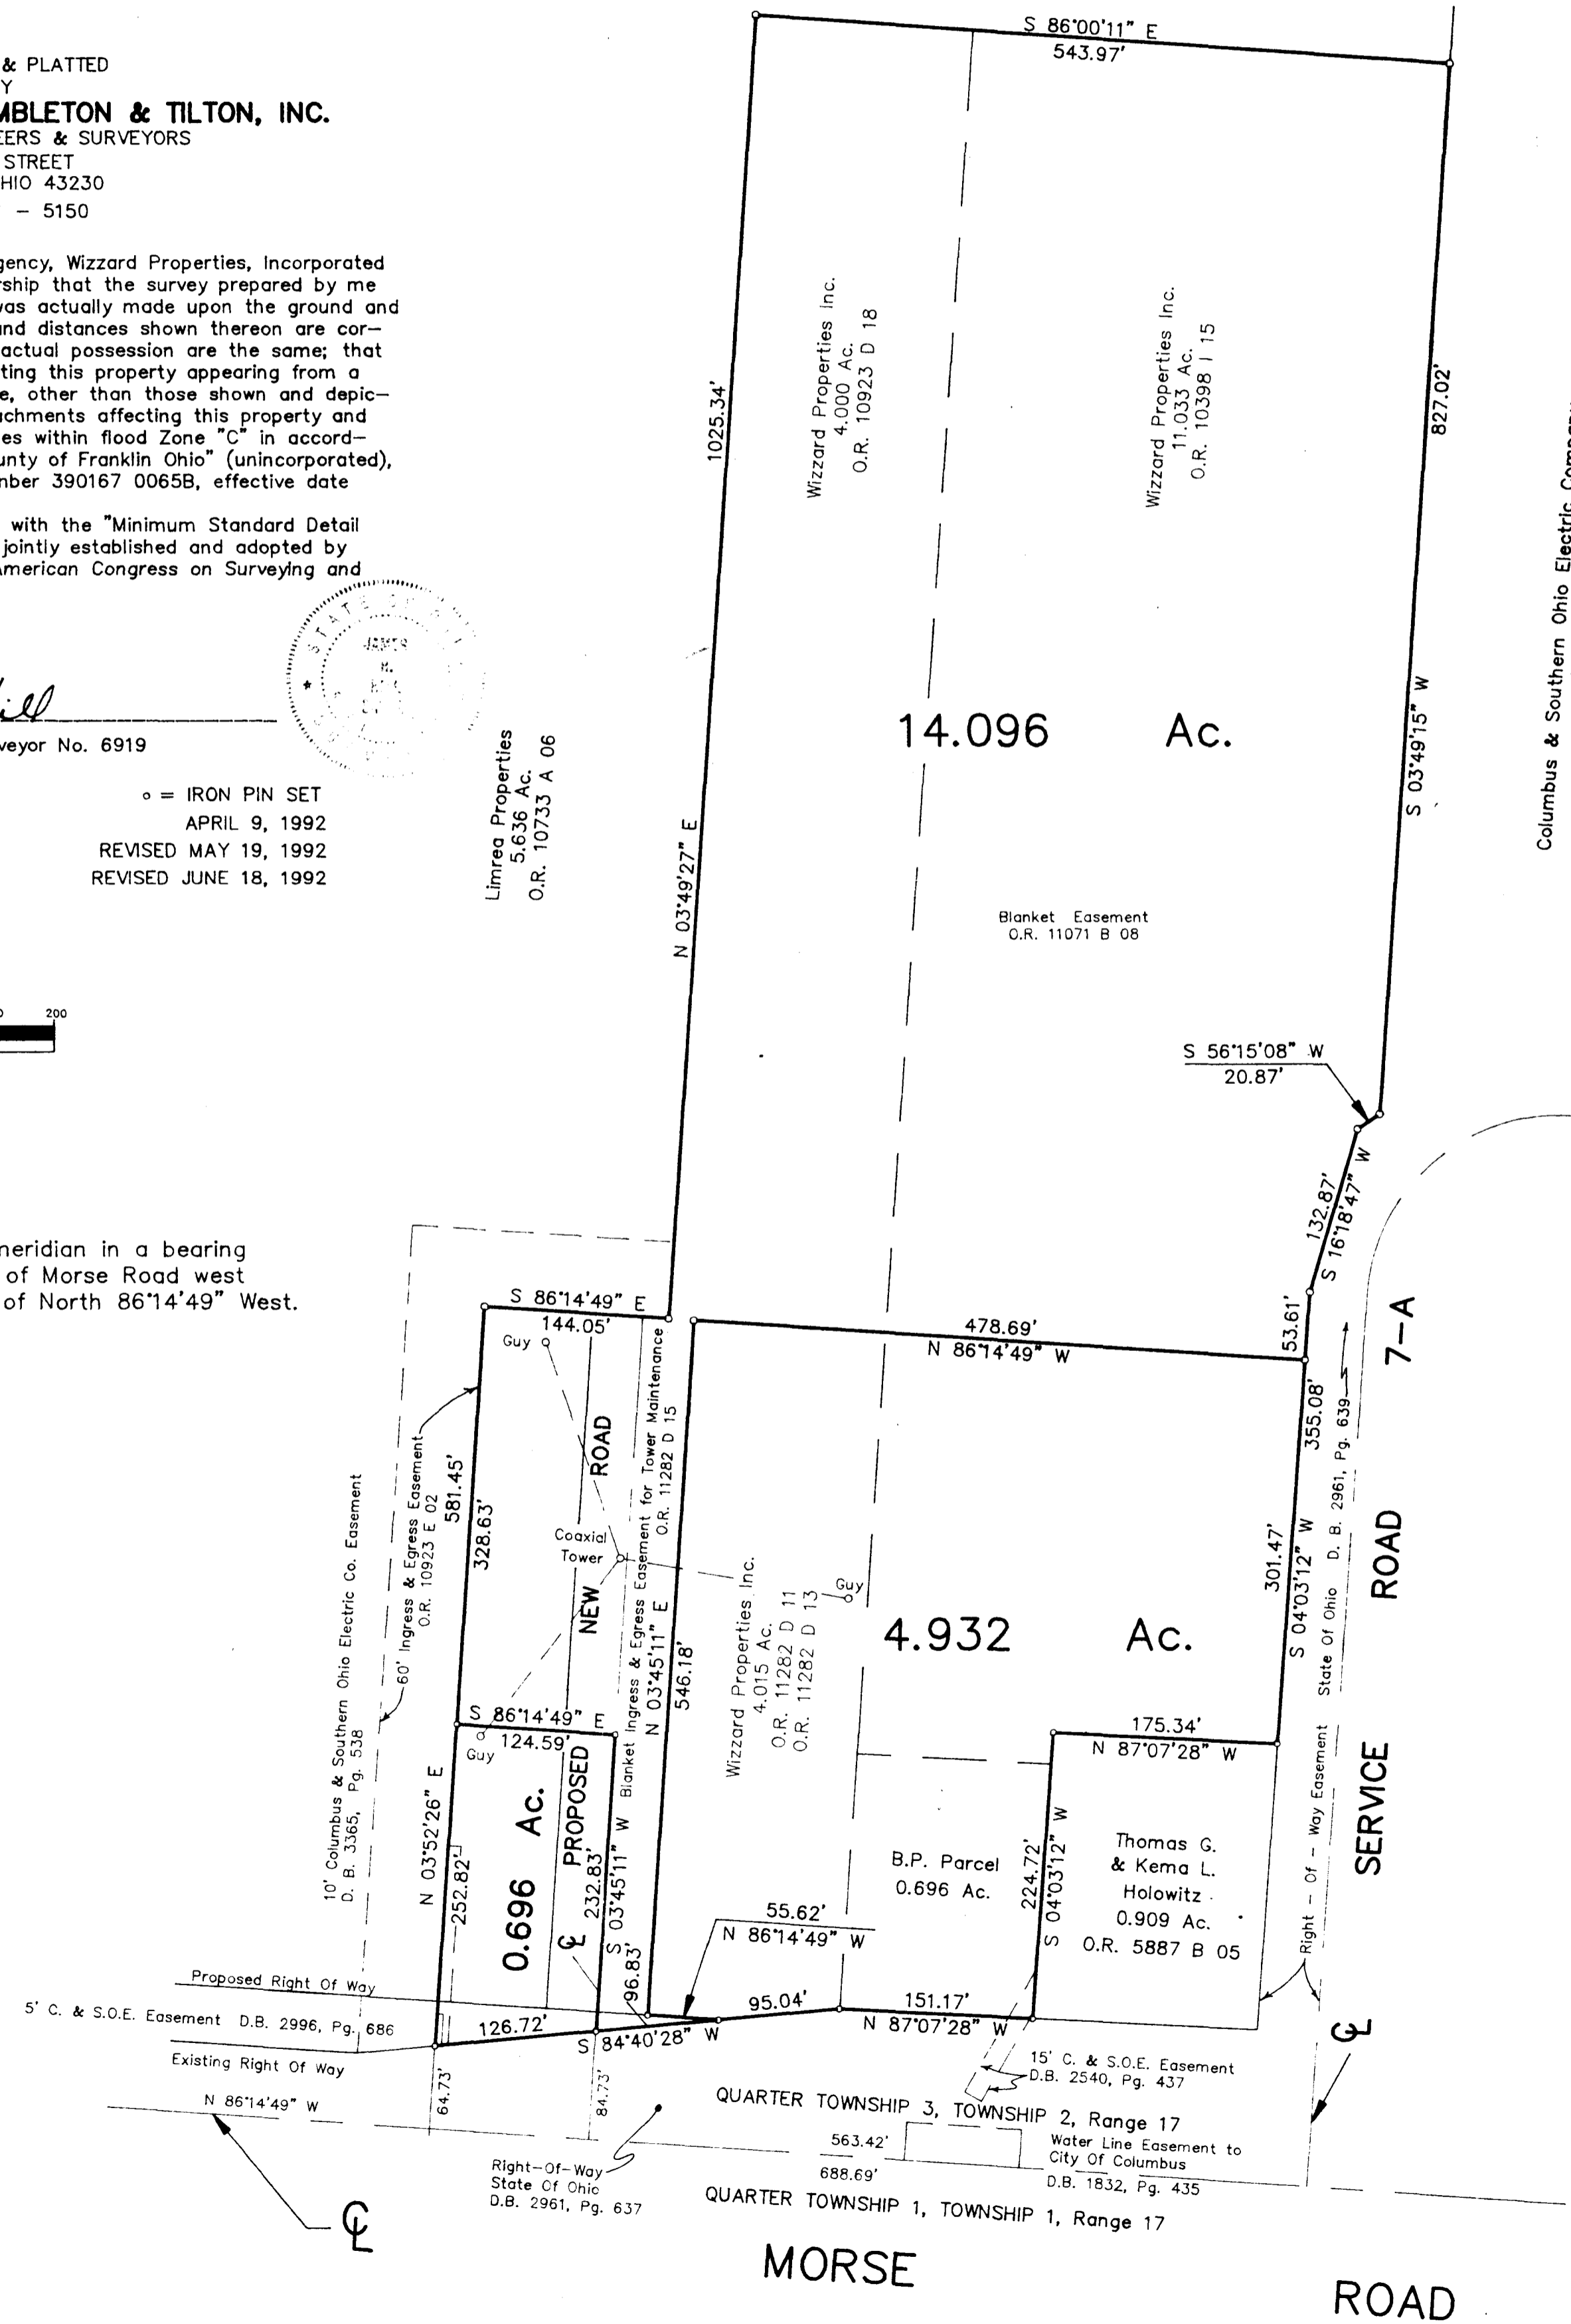 & PLATTED
Y
MBLETON & TILTON, INC.
EERS & SURVEYORS
STREET
HIO 43230
– 5150
gency, Wizzard Properties, Incorporated
rship that the survey prepared by me
was actually made upon the ground and
and distances shown thereon are cor–
actual possession are the same; that
ting this property appearing from a
e, other than those shown and depic–
achments affecting this property and
es within flood Zone "C" in accord–
unty of Franklin Ohio" (unincorporated),
nber 390167 0065B, effective date
with the "Minimum Standard Detail
jointly established and adopted by
American Congress on Surveying and
STATE OF
JAMES
veyor No. 6919
o = IRON PIN SET
APRIL 9, 1992
REVISED MAY 19, 1992
REVISED JUNE 18, 1992
200
neridian in a bearing
of Morse Road west
of North 86°14'49" West.
S 86°00'11" E
543.97'
1025.34'
N 03°49'27" E
Wizzard Properties Inc.
4.000 Ac.
O.R. 10923 D 18
Wizzard Properties Inc.
11.033 Ac.
O.R. 10398 I 15
827.02'
S 03°49'15" W
Columbus & Southern Ohio Electric Company
14.096 Ac.
Limrea Properties
5.636 Ac.
O.R. 10733 A 06
Blanket Easement
O.R. 11071 B 08
S 56°15'08" W
20.87'
132.87'
S 16°18'47" W
53.61'
S 86°14'49" E
144.05'
478.69'
N 86°14'49" W
Guy
355.08'
301.47'
S 04°03'12" W
Right – Of – Way Easement State Of Ohio D. B. 2961, Pg. 639
SERVICE ROAD 7–A
581.45'
328.63'
60' Ingress & Egress Easement
O.R. 10923 E 02
10' Columbus & Southern Ohio Electric Co. Easement
D. B. 3365, Pg. 538
Coaxial
Tower
PROPOSED NEW ROAD
Blanket Ingress & Egress Easement for Tower Maintenance
O.R. 11282 D 15
N 03°45'11" E
546.18'
Wizzard Properties Inc.
4.015 Ac.
O.R. 11282 D 11
O.R. 11282 D 13
Guy
4.932 Ac.
S 86°14'49" E
124.59'
Guy
175.34'
N 87°07'28" W
N 03°52'26" E
252.82'
0.696 Ac.
℄
232.83'
S 03°45'11" W
96.83'
B.P. Parcel
0.696 Ac.
224.72'
S 04°03'12" W
Thomas G.
& Kema L.
Holowitz
0.909 Ac.
O.R. 5887 B 05
55.62'
N 86°14'49" W
Proposed Right Of Way
5' C. & S.O.E. Easement D.B. 2996, Pg. 686
Existing Right Of Way
N 86°14'49" W
126.72'
S 84°40'28" W
95.04'
151.17'
N 87°07'28" W
64.73'
84.73'
15' C. & S.O.E. Easement
D.B. 2540, Pg. 437
℄
QUARTER TOWNSHIP 3, TOWNSHIP 2, Range 17
563.42'
688.69'
Water Line Easement to
City Of Columbus
D.B. 1832, Pg. 435
Right–Of–Way
State Of Ohio
D.B. 2961, Pg. 637
QUARTER TOWNSHIP 1, TOWNSHIP 1, Range 17
℄
MORSE ROAD